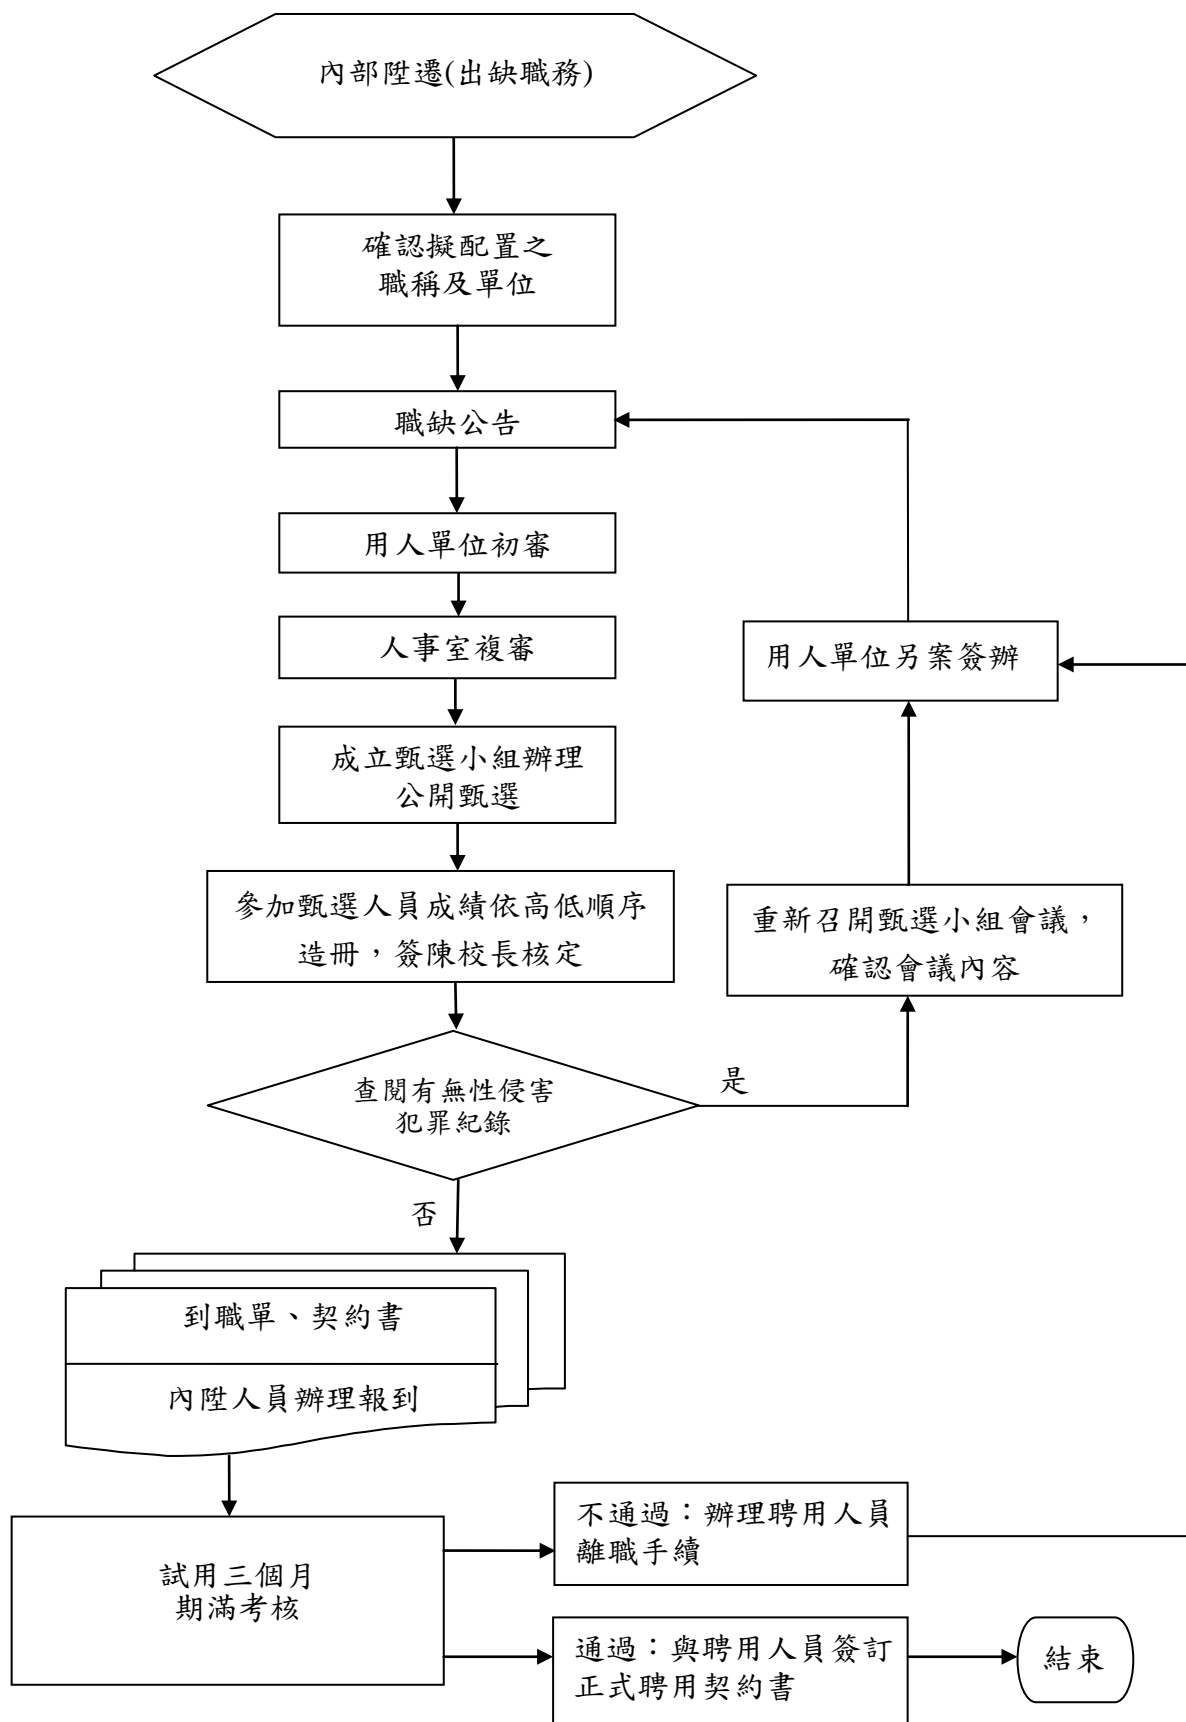 內部陞遷(出缺職務)
確認擬配置之
職稱及單位
職缺公告
用人單位初審
人事室複審
用人單位另案簽辦
成立甄選小組辦理
公開甄選
參加甄選人員成績依高低順序
造冊，簽陳校長核定
重新召開甄選小組會議，
確認會議內容
查閱有無性侵害
犯罪紀錄
是
否
到職單、契約書
內陞人員辦理報到
試用三個月
期滿考核
不通過：辦理聘用人員
離職手續
通過：與聘用人員簽訂
正式聘用契約書
結束